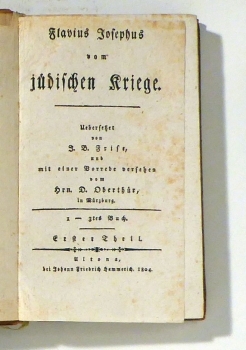 Flavius Josephus
vom
jüdischen Kriege.
Uebersetzt
von
J. B. Frise,
und
mit einer Vorrede versehen
vom
Hrn. D. Oberthür,
in Würzburg.
1 — 3tes Buch.
Erster Theil.
Altona,
bei Johann Friedrich Hammerich. 1804.